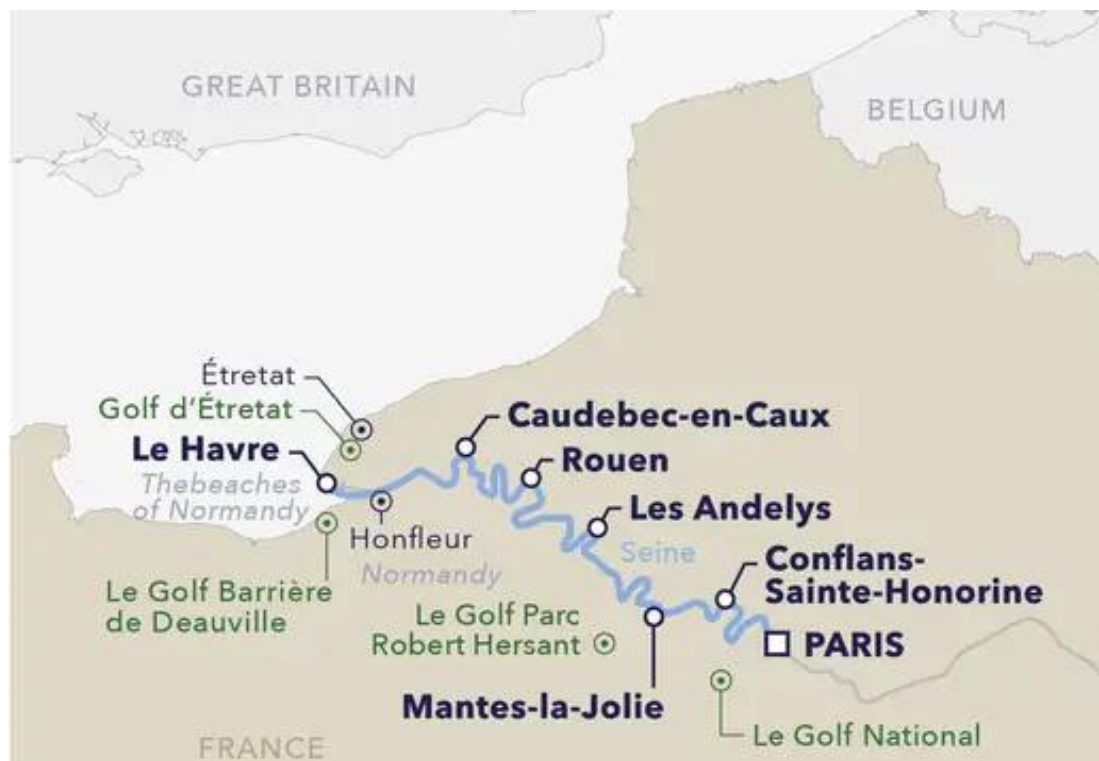 GREAT BRITAIN
BELGIUM
Étretat
Golf d'Étretat
Le Havre
Thebeaches
of Normandy
Caudebec-en-Caux
Rouen
Les Andelys
Seine
Honfleur
Normandy
Conflans-
Sainte-Honorine
Le Golf Barrière
de Deauville
Le Golf Parc
Robert Hersant
PARIS
Mantes-la-Jolie
Le Golf National
FRANCE